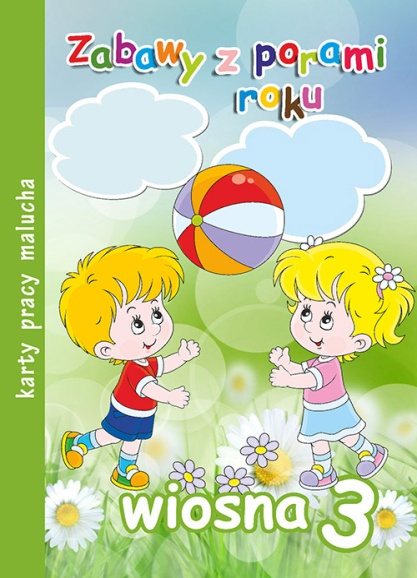 Zabawy z porami
roku
karty pracy malucha
wiosna 3